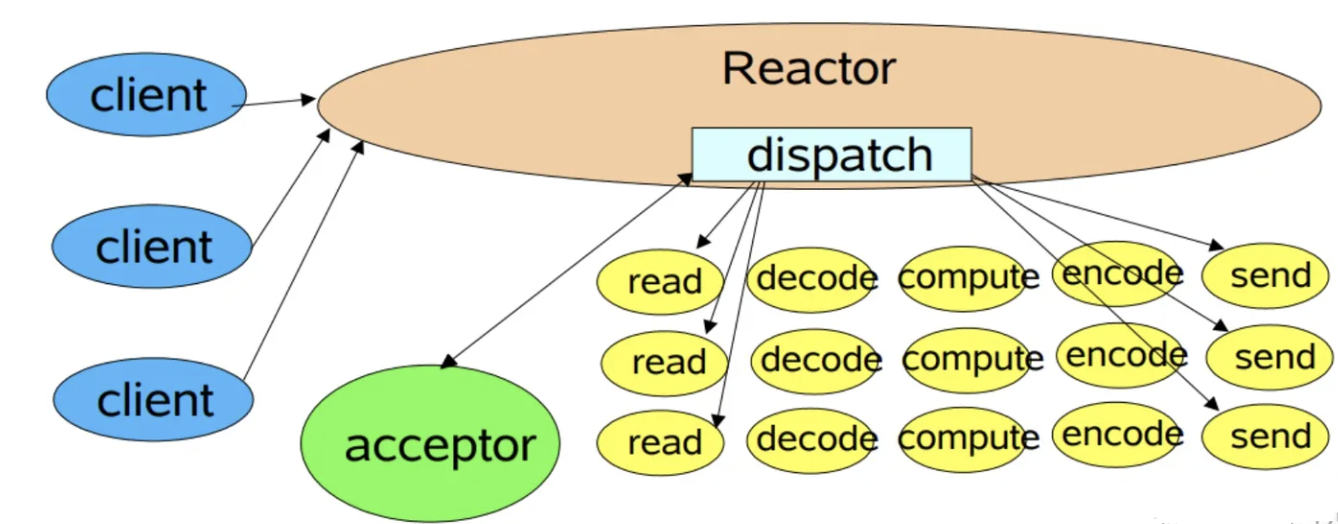 Reactor
client
dispatch
client
read decode compute encode send
read decode compute encode send
client
acceptor
read decode compute encode send